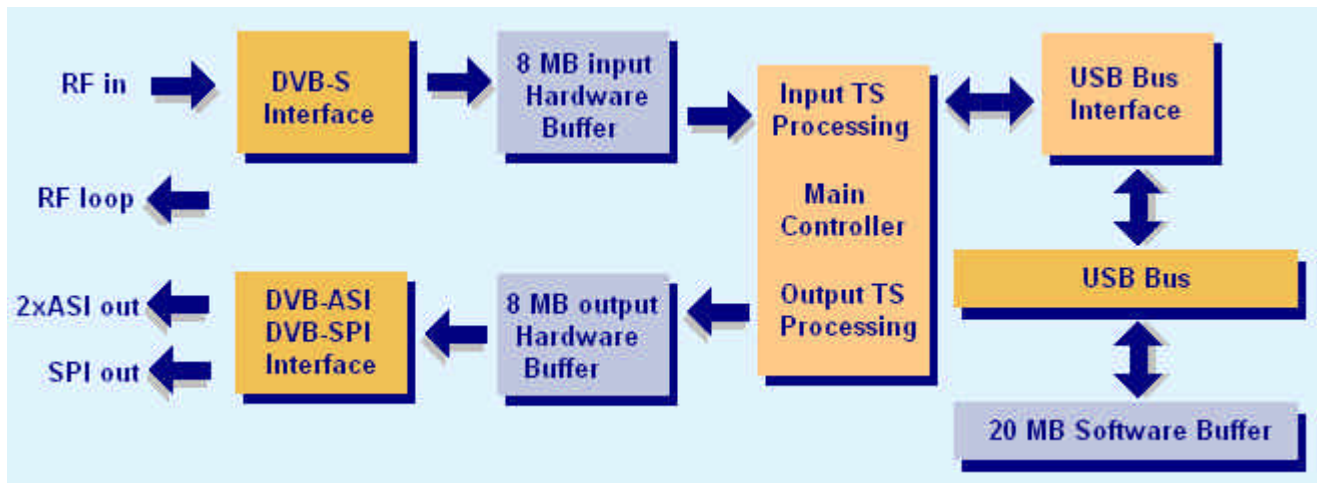 RF in
DVB-S
Interface
8 MB input
Hardware
Buffer
Input TS
Processing
Main
Controller
Output TS
Processing
USB Bus
Interface
RF loop
2xASI out
SPI out
DVB-ASI
DVB-SPI
Interface
8 MB output
Hardware
Buffer
USB Bus
20 MB Software Buffer